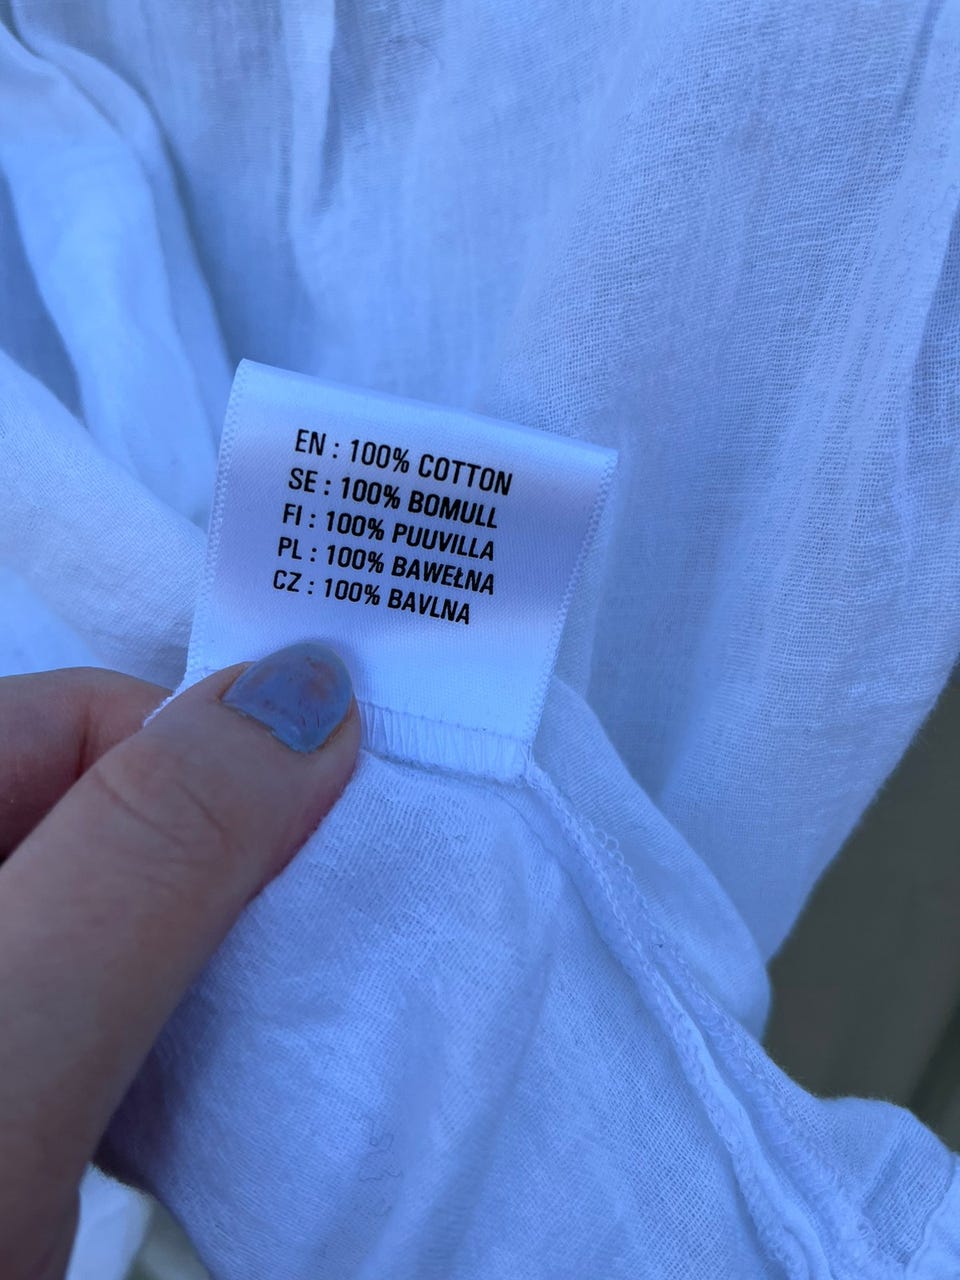 EN : 100% COTTON
SE : 100% BOMULL
FI : 100% PUUVILLA
PL : 100% BAWEŁNA
CZ : 100% BAVLNA